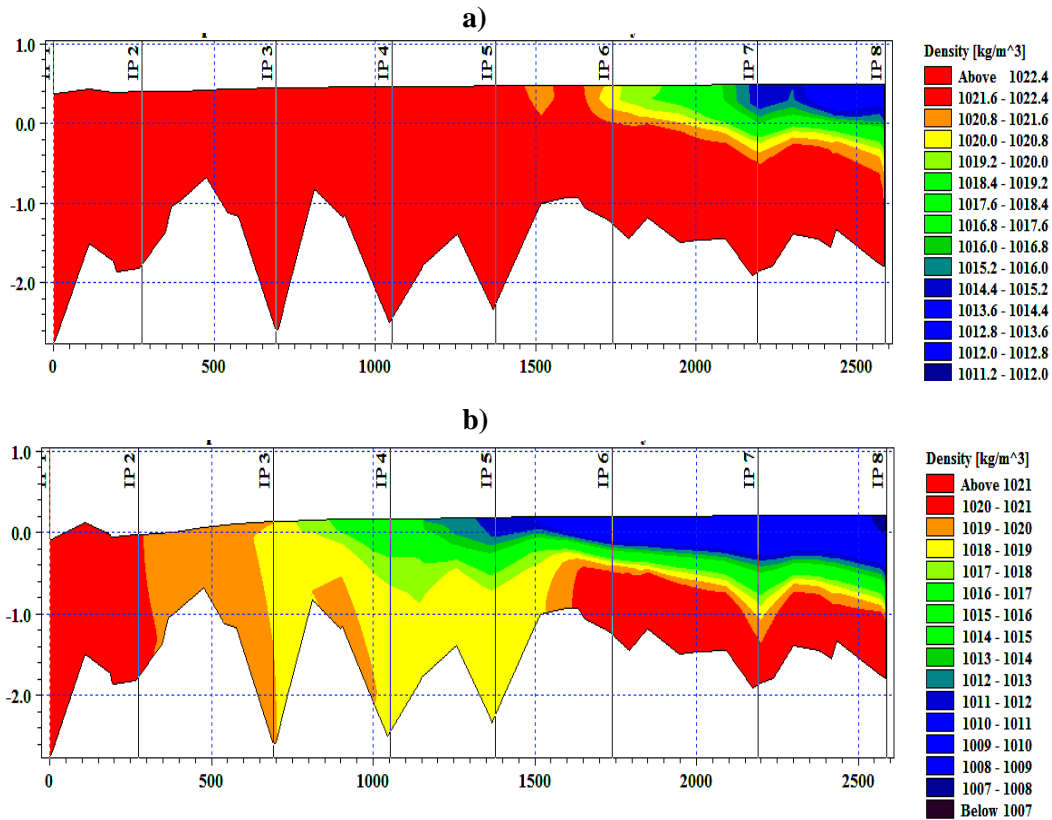 a)
1.0
0.0
-1.0
-2.0
IP 2
IP 3
IP 4
IP 5
IP 6
IP 7
IP 8
0
500
1000
1500
2000
2500
Density [kg/m^3]
Above 1022.4
1021.6 - 1022.4
1020.8 - 1021.6
1020.0 - 1020.8
1019.2 - 1020.0
1018.4 - 1019.2
1017.6 - 1018.4
1016.8 - 1017.6
1016.0 - 1016.8
1015.2 - 1016.0
1014.4 - 1015.2
1013.6 - 1014.4
1012.8 - 1013.6
1012.0 - 1012.8
1011.2 - 1012.0
b)
1.0
0.0
-1.0
-2.0
IP 2
IP 3
IP 4
IP 5
IP 6
IP 7
IP 8
0
500
1000
1500
2000
2500
Density [kg/m^3]
Above 1021
1020 - 1021
1019 - 1020
1018 - 1019
1017 - 1018
1016 - 1017
1015 - 1016
1014 - 1015
1013 - 1014
1012 - 1013
1011 - 1012
1010 - 1011
1009 - 1010
1008 - 1009
1007 - 1008
Below 1007